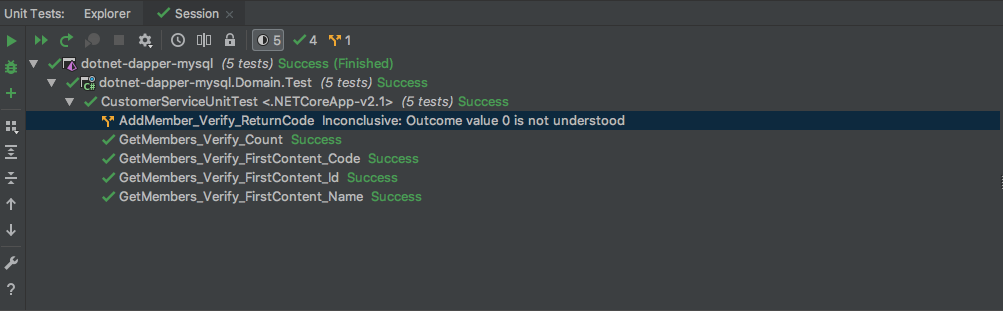 Unit Tests: Explorer Session
5 4 1
dotnet-dapper-mysql (5 tests) Success (Finished)
C# dotnet-dapper-mysql.Domain.Test (5 tests) Success
CustomerServiceUnitTest <.NETCoreApp-v2.1> (5 tests) Success
AddMember_Verify_ReturnCode Inconclusive: Outcome value 0 is not understood
GetMembers_Verify_Count Success
GetMembers_Verify_FirstContent_Code Success
GetMembers_Verify_FirstContent_Id Success
GetMembers_Verify_FirstContent_Name Success